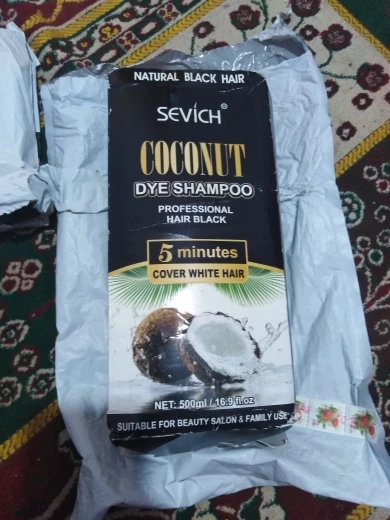 NATURAL BLACK HAIR
SEVICH®
COCONUT
DYE SHAMPOO
PROFESSIONAL
HAIR BLACK
5 minutes
COVER WHITE HAIR
NET: 500ml / 16.9 fl.oz
SUITABLE FOR BEAUTY SALON & FAMILY USE